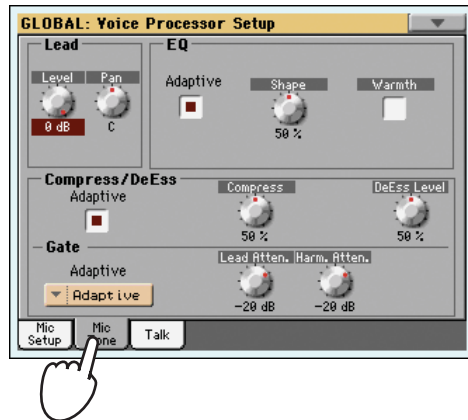 GLOBAL: Voice Processor Setup
Lead
EQ
Level
Pan
0 dB
C
Adaptive
Shape
50 %
Warmth
Compress/DeEss
Adaptive
Compress
50 %
DeEss Level
50 %
Gate
Adaptive
Adaptive
Lead Atten.
Harm. Atten.
-20 dB
-20 dB
Mic Setup
Mic Tone
Talk